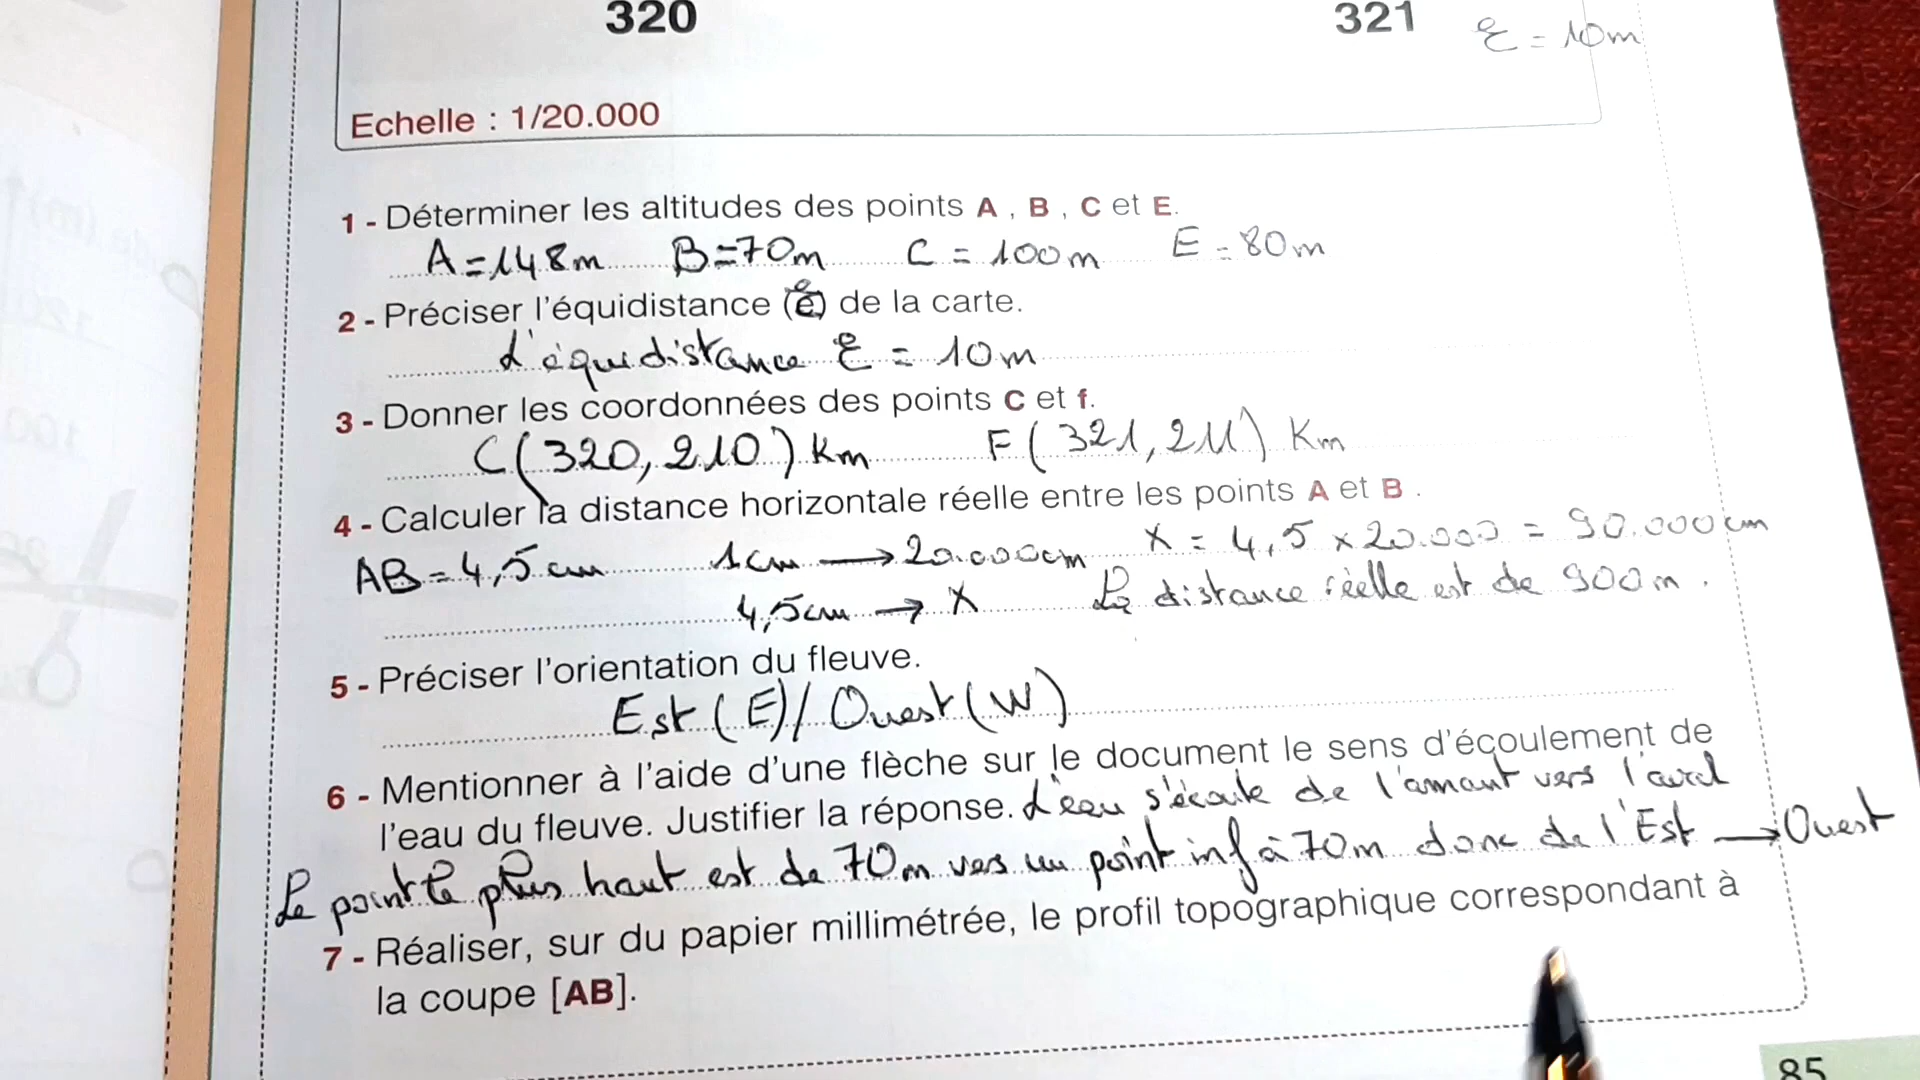 320 321 Ɛ = 10m
Echelle : 1/20.000
1 - Déterminer les altitudes des points A , B , C et E.
A = 148m B = 70m C = 100m E = 80m
2 - Préciser l'équidistance (e) de la carte.
L'équidistance Ɛ = 10m
3 - Donner les coordonnées des points C et f.
C(320, 210) Km F(321, 211) Km
4 - Calculer la distance horizontale réelle entre les points A et B .
AB = 4,5 cm 1cm → 20.000cm X = 4,5 x 20.000 = 90.000cm
4,5cm → X La distance réelle est de 900m .
5 - Préciser l'orientation du fleuve.
Est (E) / Ouest (W)
6 - Mentionner à l'aide d'une flèche sur le document le sens d'écoulement de
l'eau du fleuve. Justifier la réponse. L'eau s'écoule de l'amont vers l'aval
Le point le plus haut est de 70m vers un point inf à 70m donc de l'Est → Ouest
7 - Réaliser, sur du papier millimétrée, le profil topographique correspondant à
la coupe [AB].
85